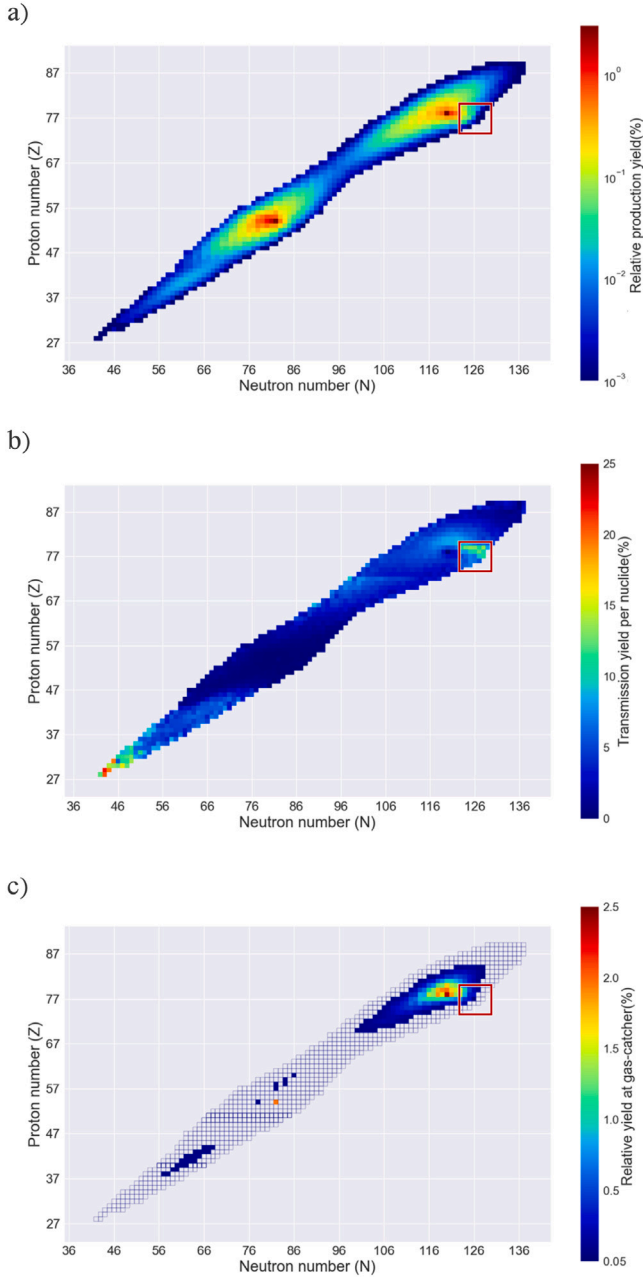 a)
87
77
67
57
47
37
27
Proton number (Z)
36 46 56 66 76 86 96 106 116 126 136
Neutron number (N)
10⁰
10⁻¹
10⁻²
10⁻³
Relative production yield(%)
b)
87
77
67
57
47
37
27
Proton number (Z)
36 46 56 66 76 86 96 106 116 126 136
Neutron number (N)
25
20
15
10
5
0
Transmission yield per nuclide(%)
c)
87
77
67
57
47
37
27
Proton number (Z)
36 46 56 66 76 86 96 106 116 126 136
Neutron number (N)
2.5
2.0
1.5
1.0
0.5
0.05
Relative yield at gas-catcher(%)